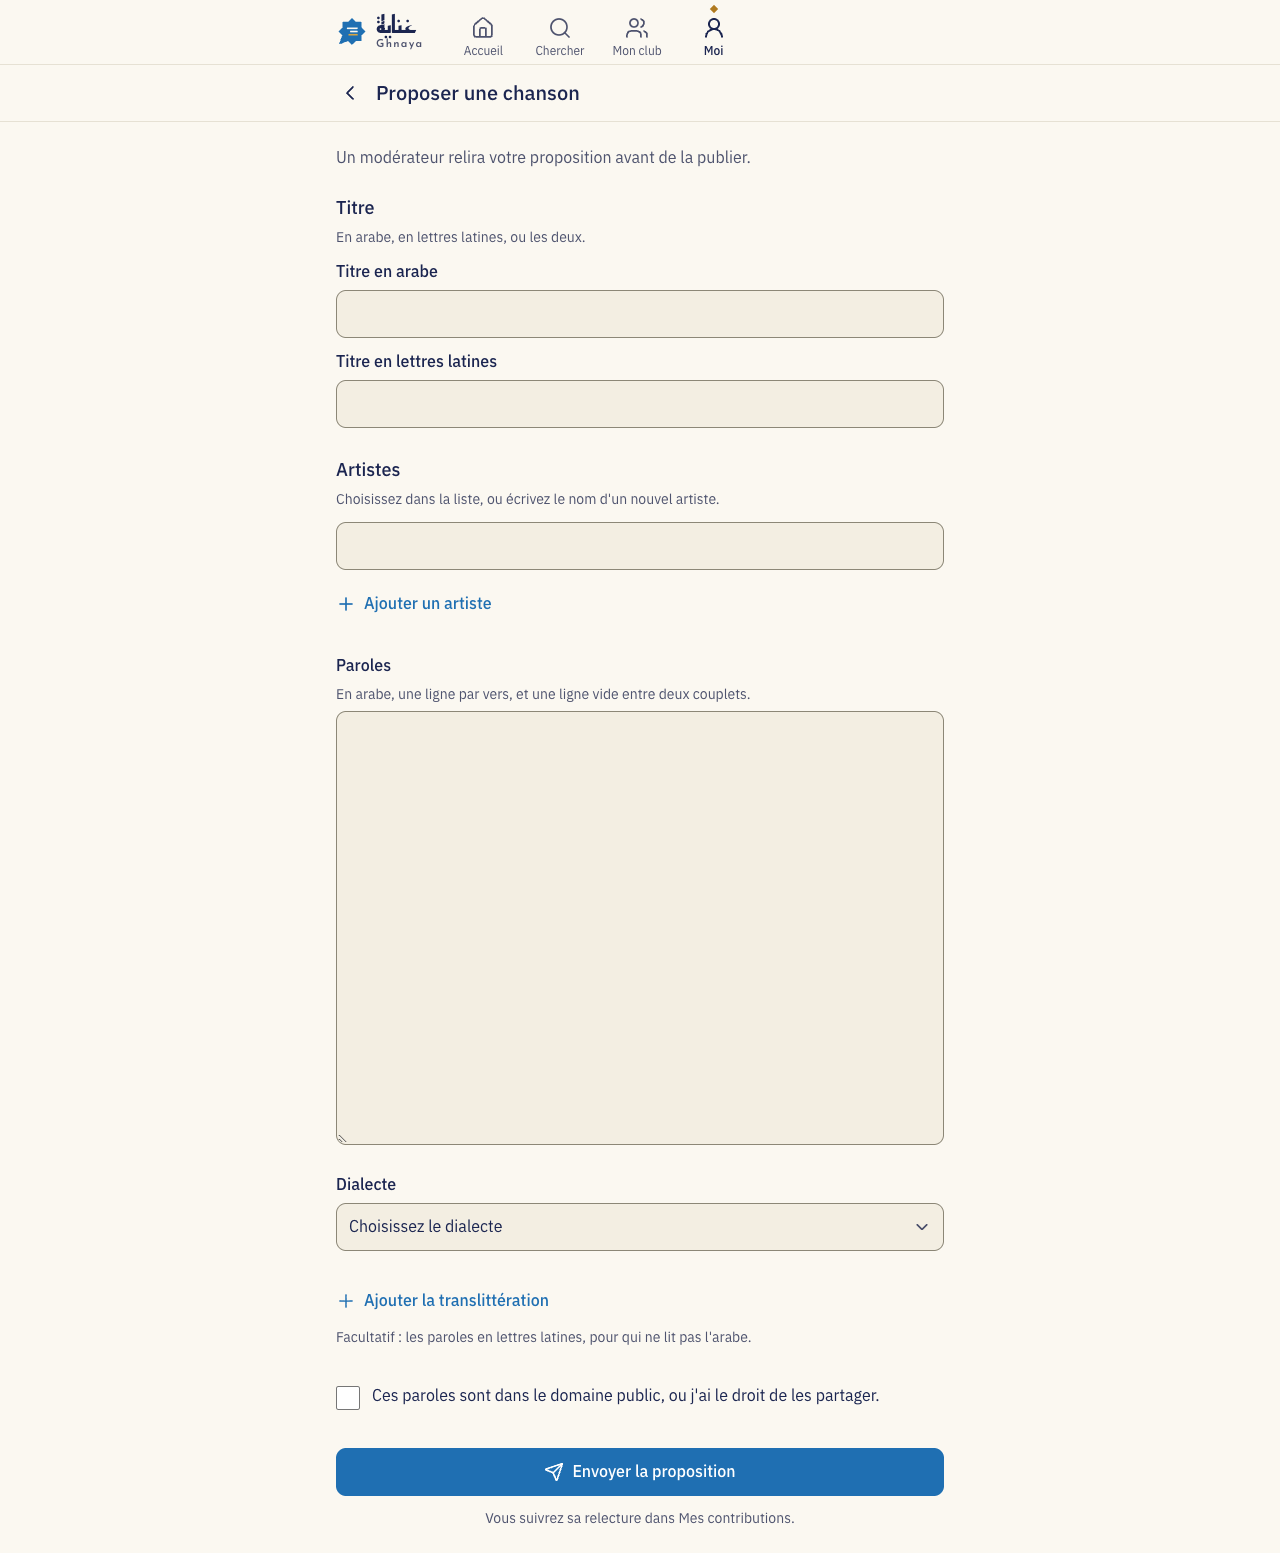 غناية
Ghnaya
Accueil
Chercher
Mon club
Moi
Proposer une chanson
Un modérateur relira votre proposition avant de la publier.
Titre
En arabe, en lettres latines, ou les deux.
Titre en arabe
Titre en lettres latines
Artistes
Choisissez dans la liste, ou écrivez le nom d'un nouvel artiste.
Ajouter un artiste
Paroles
En arabe, une ligne par vers, et une ligne vide entre deux couplets.
Dialecte
Choisissez le dialecte
Ajouter la translittération
Facultatif : les paroles en lettres latines, pour qui ne lit pas l'arabe.
Ces paroles sont dans le domaine public, ou j'ai le droit de les partager.
Envoyer la proposition
Vous suivrez sa relecture dans Mes contributions.